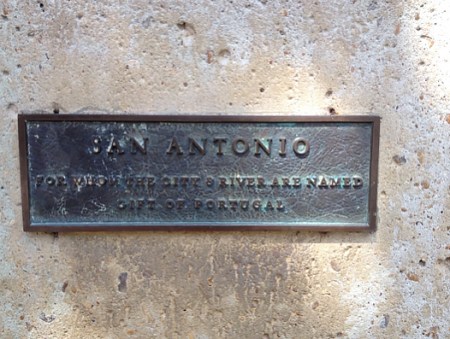 SAN ANTONIO
FOR WHOM THE CITY & RIVER ARE NAMED
GIFT OF PORTUGAL